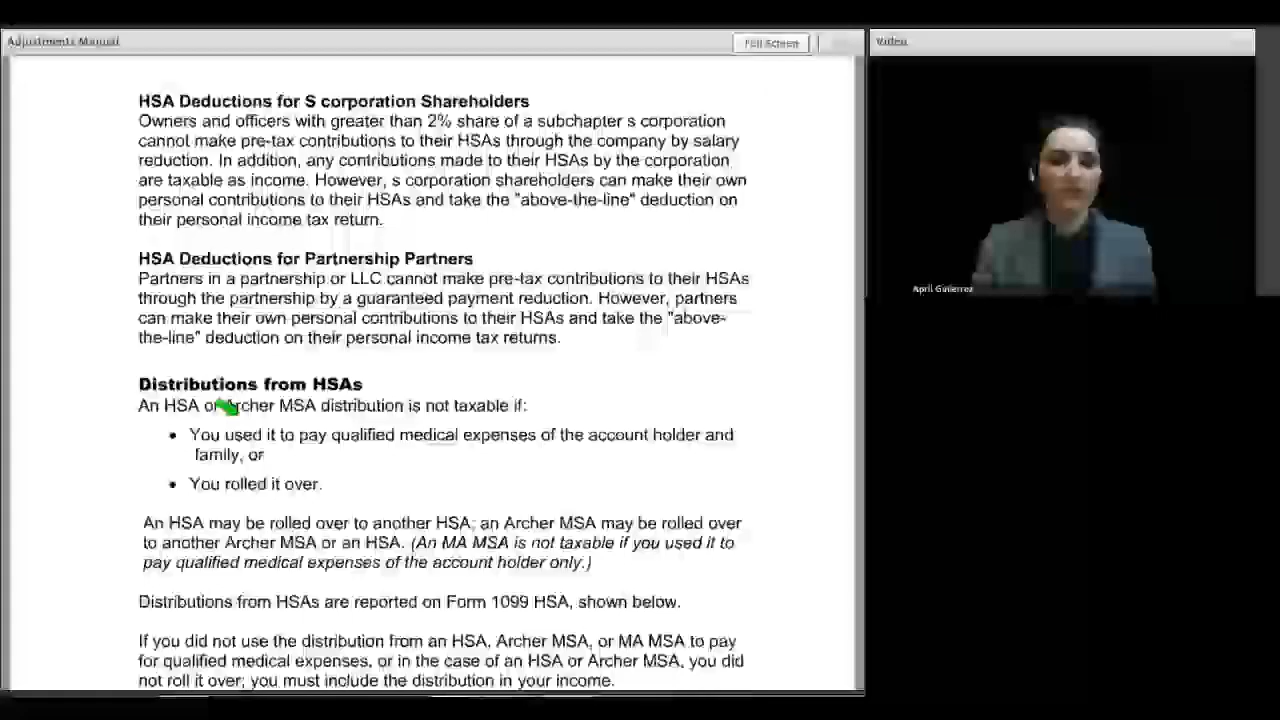 Adjustments Manual
Full Screen
Video
HSA Deductions for S corporation Shareholders
Owners and officers with greater than 2% share of a subchapter s corporation
cannot make pre-tax contributions to their HSAs through the company by salary
reduction. In addition, any contributions made to their HSAs by the corporation
are taxable as income. However, s corporation shareholders can make their own
personal contributions to their HSAs and take the "above-the-line" deduction on
their personal income tax return.
HSA Deductions for Partnership Partners
Partners in a partnership or LLC cannot make pre-tax contributions to their HSAs
through the partnership by a guaranteed payment reduction. However, partners
can make their own personal contributions to their HSAs and take the "above-
the-line" deduction on their personal income tax returns.
Distributions from HSAs
An HSA or Archer MSA distribution is not taxable if:
• You used it to pay qualified medical expenses of the account holder and
family, or
• You rolled it over.
An HSA may be rolled over to another HSA; an Archer MSA may be rolled over
to another Archer MSA or an HSA. (An MA MSA is not taxable if you used it to
pay qualified medical expenses of the account holder only.)
Distributions from HSAs are reported on Form 1099 HSA, shown below.
If you did not use the distribution from an HSA, Archer MSA, or MA MSA to pay
for qualified medical expenses, or in the case of an HSA or Archer MSA, you did
not roll it over, you must include the distribution in your income.
April Gutierrez